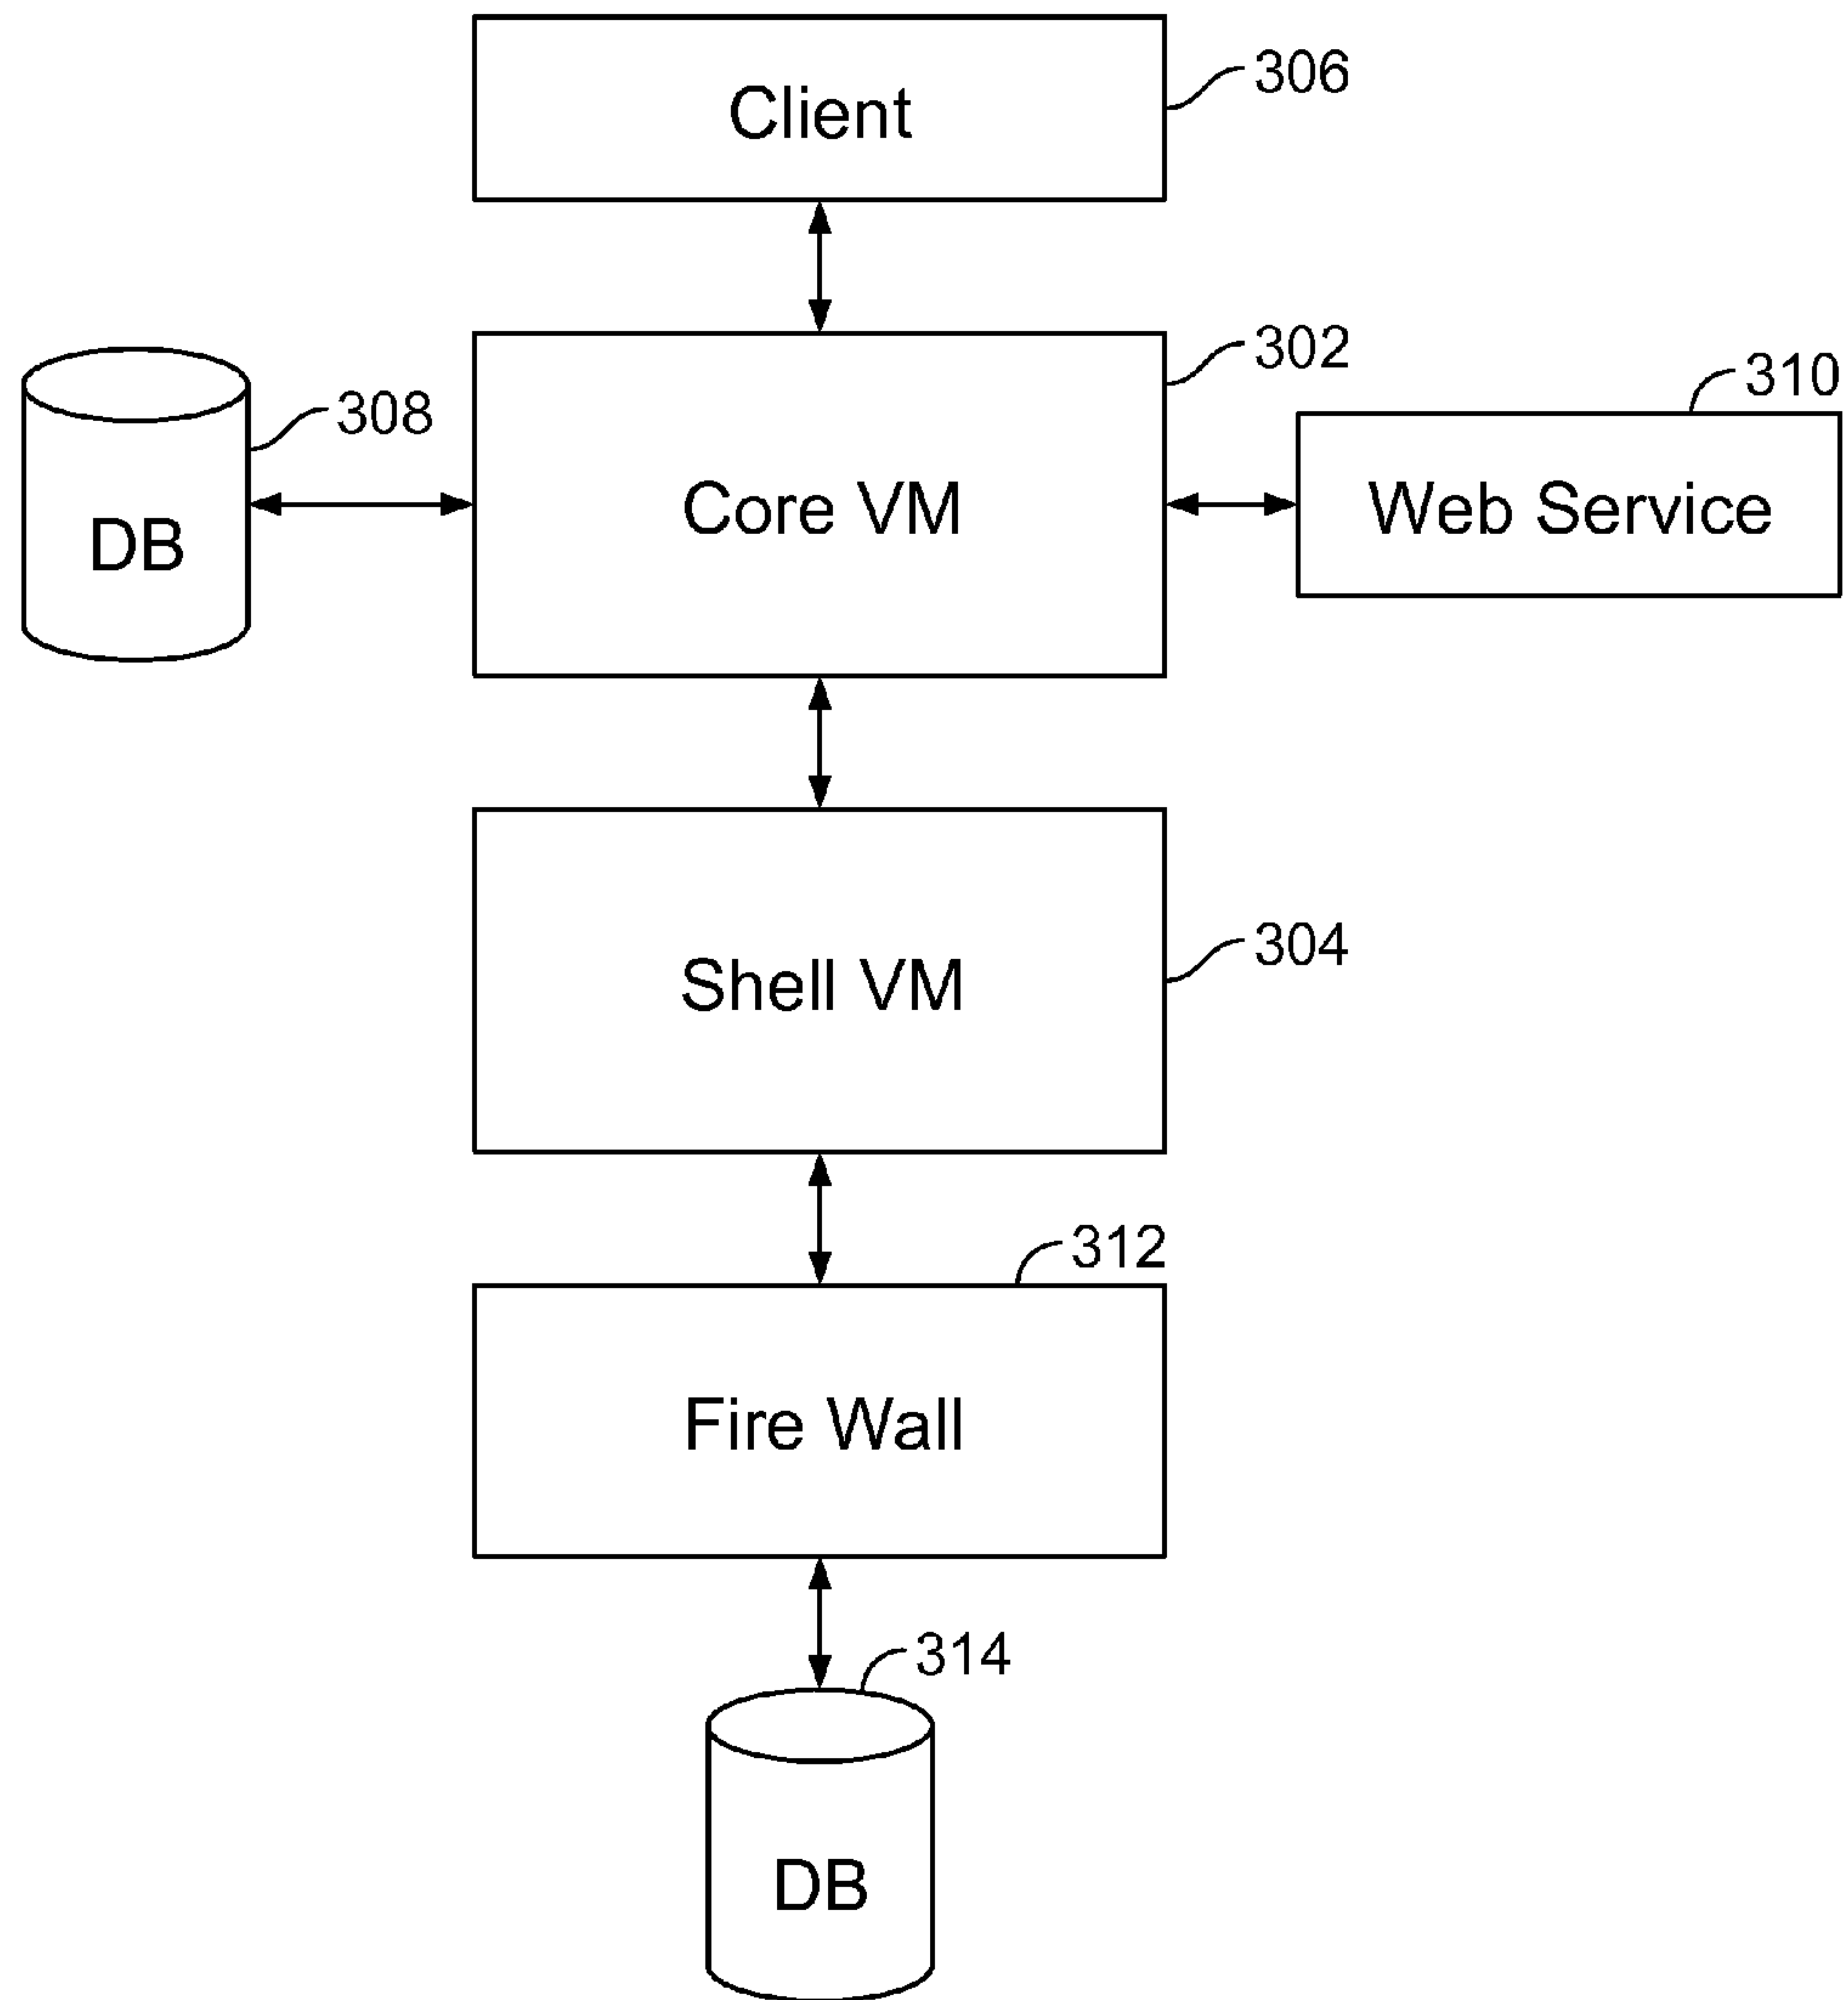 Client
306
302
310
308
Core VM
Web Service
DB
Shell VM
304
312
Fire Wall
314
DB